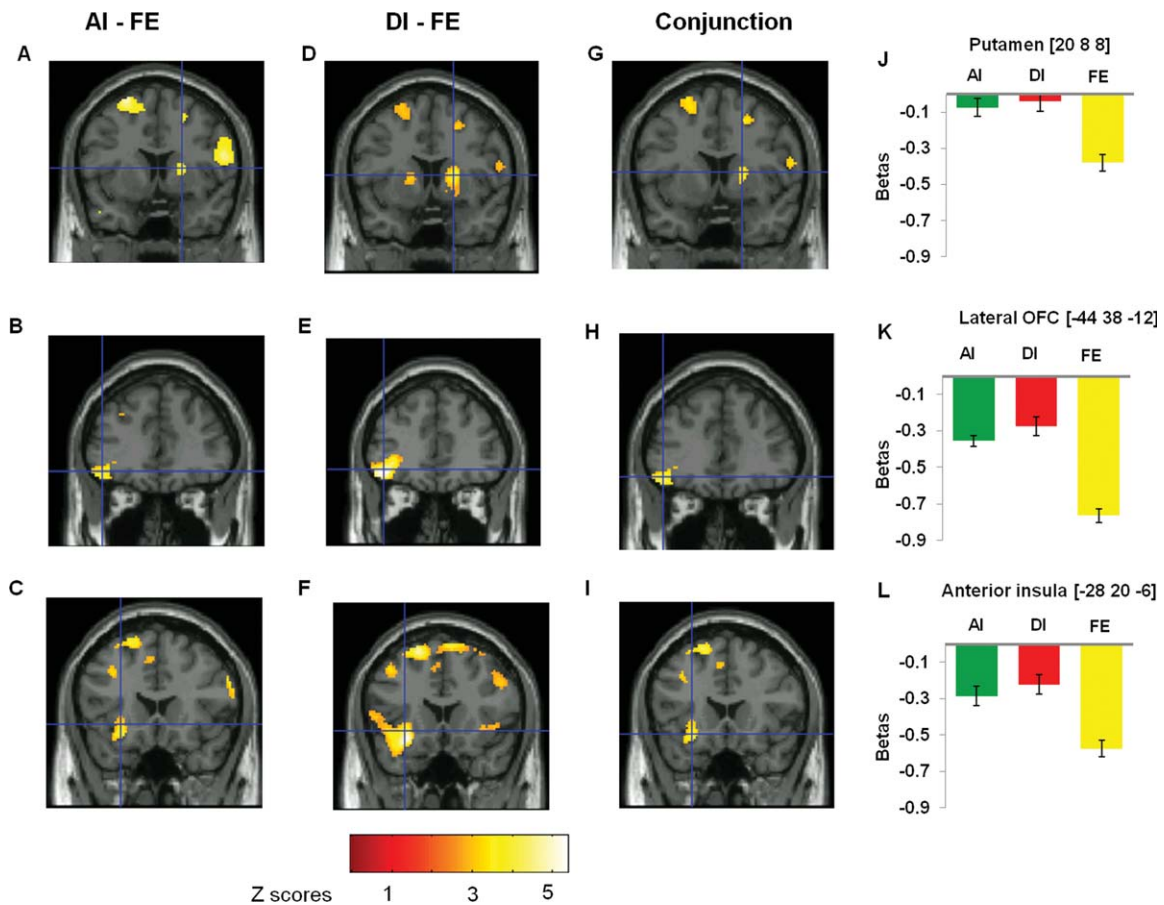 AI - FE
DI - FE
Conjunction
A
D
G
J
Putamen [20 8 8]
AI DI FE
-0.1
-0.3
-0.5
-0.7
-0.9
Betas
B
E
H
K
Lateral OFC [-44 38 -12]
AI DI FE
-0.1
-0.3
-0.5
-0.7
-0.9
Betas
C
F
I
L
Anterior insula [-28 20 -6]
AI DI FE
-0.1
-0.3
-0.5
-0.7
-0.9
Betas
Z scores 1 3 5